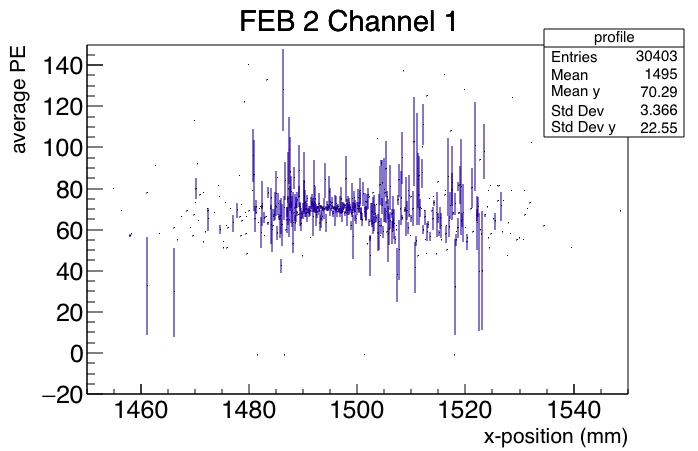 FEB 2 Channel 1
profile
Entries 30403
Mean 1495
Mean y 70.29
Std Dev 3.366
Std Dev y 22.55
average PE
140
120
100
80
60
40
20
0
−20
1460 1480 1500 1520 1540
x-position (mm)